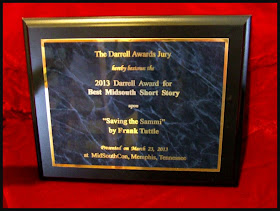 The Darrell Awards Jury
hereby bestows the
2013 Darrell Award for
Best Midsouth Short Story
upon
"Saving the Sammi"
by Frank Tuttle
Presented on March 23, 2013
at MidSouthCon, Memphis, Tennessee